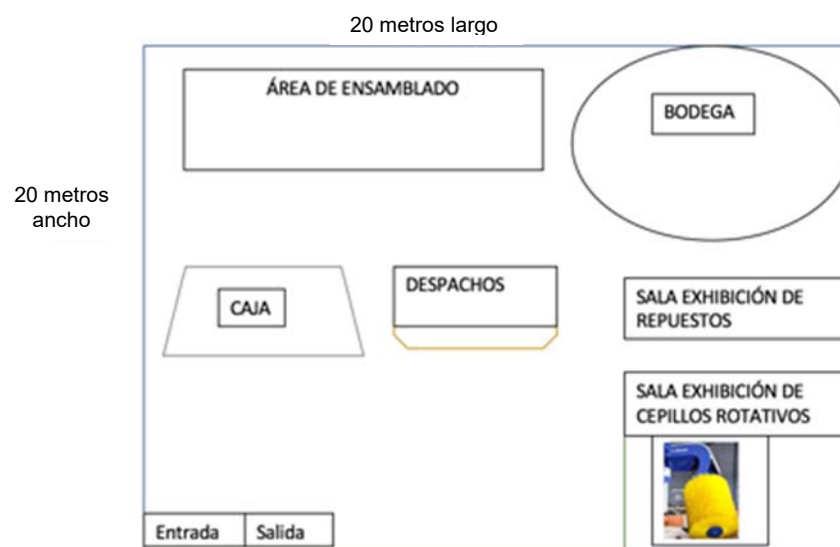 20 metros largo
ÁREA DE ENSAMBLADO
BODEGA
20 metros
ancho
CAJA
DESPACHOS
SALA EXHIBICIÓN DE
REPUESTOS
SALA EXHIBICIÓN DE
CEPILLOS ROTATIVOS
Entrada
Salida